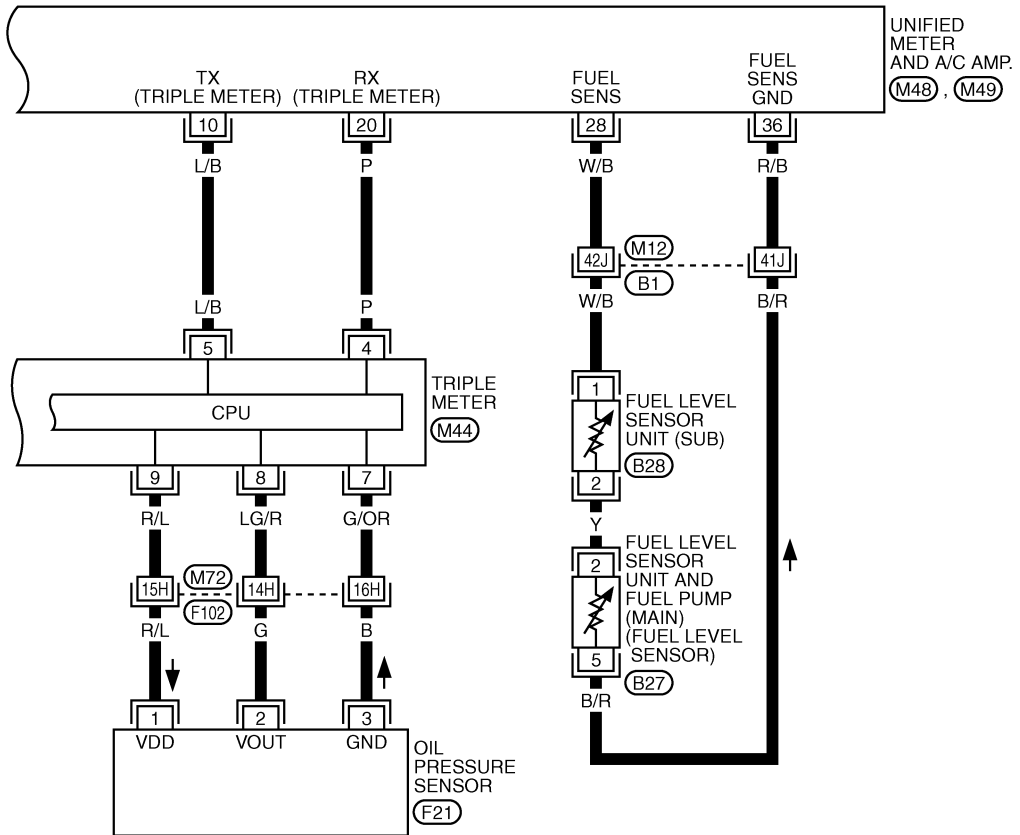 UNIFIED
METER
AND A/C AMP.
M48 , M49
TX
(TRIPLE METER)
RX
(TRIPLE METER)
FUEL
SENS
FUEL
SENS
GND
10
20
28
36
L/B
P
W/B
R/B
42J
M12
B1
41J
L/B
P
W/B
B/R
5
4
CPU
TRIPLE
METER
M44
1
FUEL LEVEL
SENSOR
UNIT (SUB)
B28
2
9
8
7
R/L
LG/R
G/OR
Y
15H
M72
F102
14H
16H
2
FUEL LEVEL
SENSOR
UNIT AND
FUEL PUMP
(MAIN)
(FUEL LEVEL
SENSOR)
B27
5
R/L
G
B
B/R
1
2
3
VDD
VOUT
GND
OIL
PRESSURE
SENSOR
F21